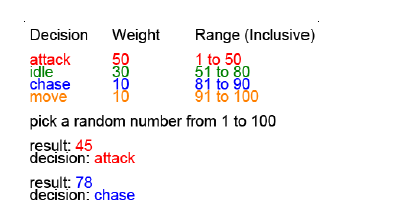 Decision Weight Range (Inclusive)
attack 50 1 to 50
idle 30 51 to 80
chase 10 81 to 90
move 10 91 to 100
pick a random number from 1 to 100
result: 45
decision: attack
result: 78
decision: chase